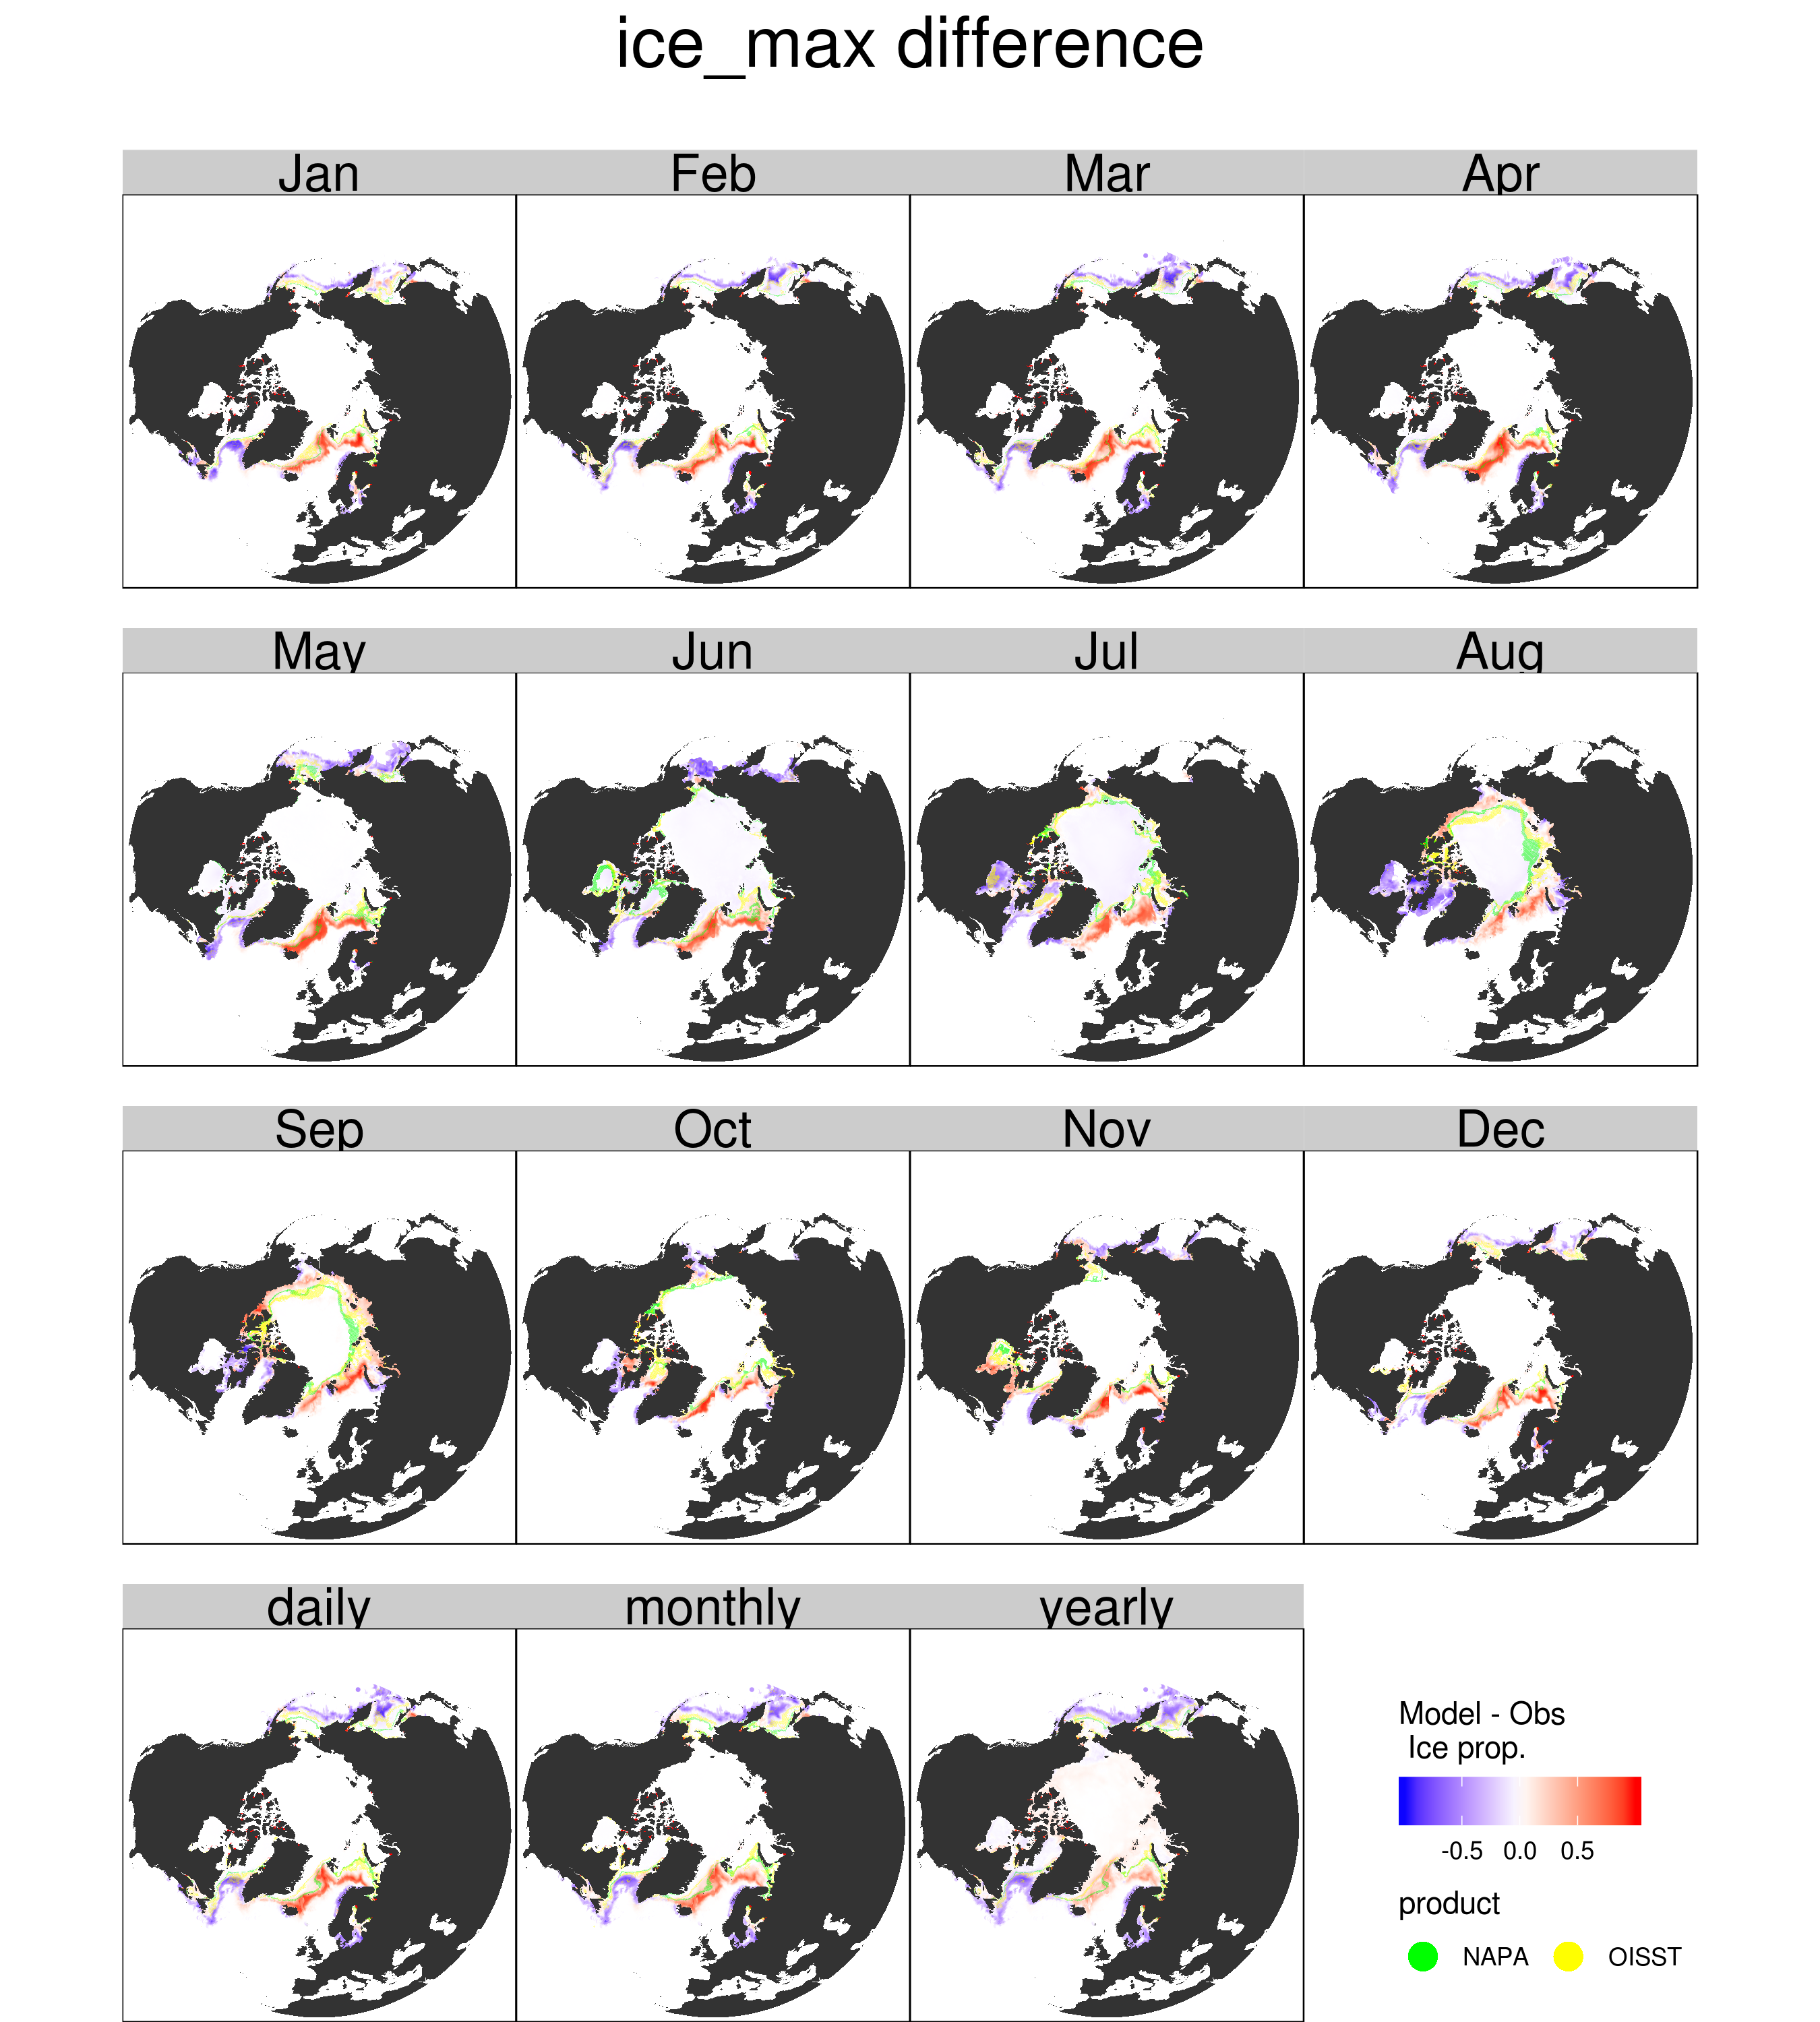 ice_max difference
Jan Feb Mar Apr
May Jun Jul Aug
Sep Oct Nov Dec
daily monthly yearly
Model - Obs
Ice prop.
-0.5 0.0 0.5
product
NAPA OISST